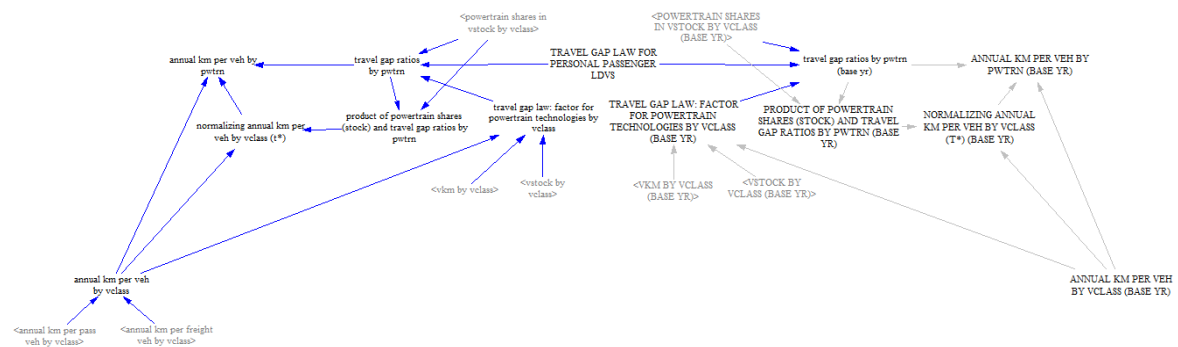 <powertrain shares in
vstock by vclass>
<POWERTRAIN SHARES
IN VSTOCK BY VCLASS
(BASE YR)>
annual km per veh by
pwtrn
travel gap ratios
by pwtrn
TRAVEL GAP LAW FOR
PERSONAL PASSENGER
LDVS
travel gap ratios by pwtrn
(base yr)
ANNUAL KM PER VEH BY
PWTRN (BASE YR)
normalizing annual km per
veh by vclass (t*)
product of powertrain shares
(stock) and travel gap ratios by
pwtrn
travel gap law: factor for
powertrain technologies by
vclass
TRAVEL GAP LAW: FACTOR
FOR POWERTRAIN
TECHNOLOGIES BY VCLASS
(BASE YR)
PRODUCT OF POWERTRAIN
SHARES (STOCK) AND TRAVEL
GAP RATIOS BY PWTRN (BASE
YR)
NORMALIZING ANNUAL
KM PER VEH BY VCLASS
(T*) (BASE YR)
<vkm by vclass>
<vstock by
vclass>
<VKM BY VCLASS
(BASE YR)>
<VSTOCK BY
VCLASS (BASE YR)>
annual km per veh
by vclass
ANNUAL KM PER VEH
BY VCLASS (BASE YR)
<annual km per pass
veh by vclass>
<annual km per freight
veh by vclass>